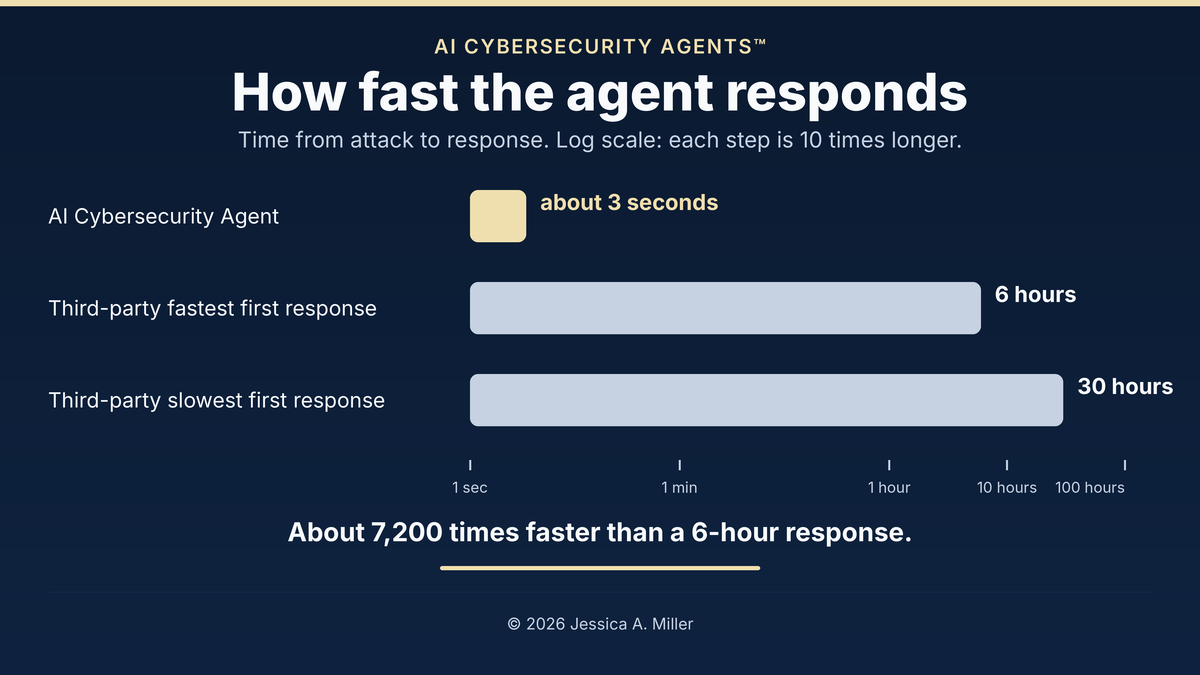 AI CYBERSECURITY AGENTS™
How fast the agent responds
Time from attack to response. Log scale: each step is 10 times longer.
AI Cybersecurity Agent
about 3 seconds
Third-party fastest first response
6 hours
Third-party slowest first response
30 hours
1 sec
1 min
1 hour
10 hours
100 hours
About 7,200 times faster than a 6-hour response.
© 2026 Jessica A. Miller